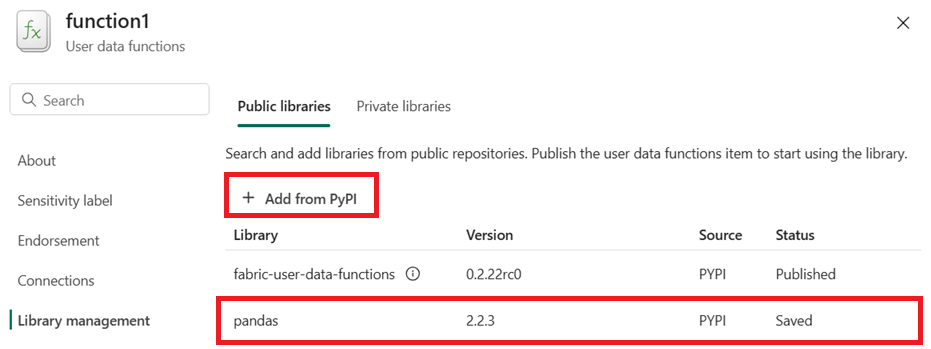 fx
function1
User data functions
Search
Public libraries Private libraries
About
Search and add libraries from public repositories. Publish the user data functions item to start using the library.
Sensitivity label
+ Add from PyPI
Endorsement
Library Version Source Status
Connections
fabric-user-data-functions 0.2.22rc0 PYPI Published
Library management
pandas 2.2.3 PYPI Saved